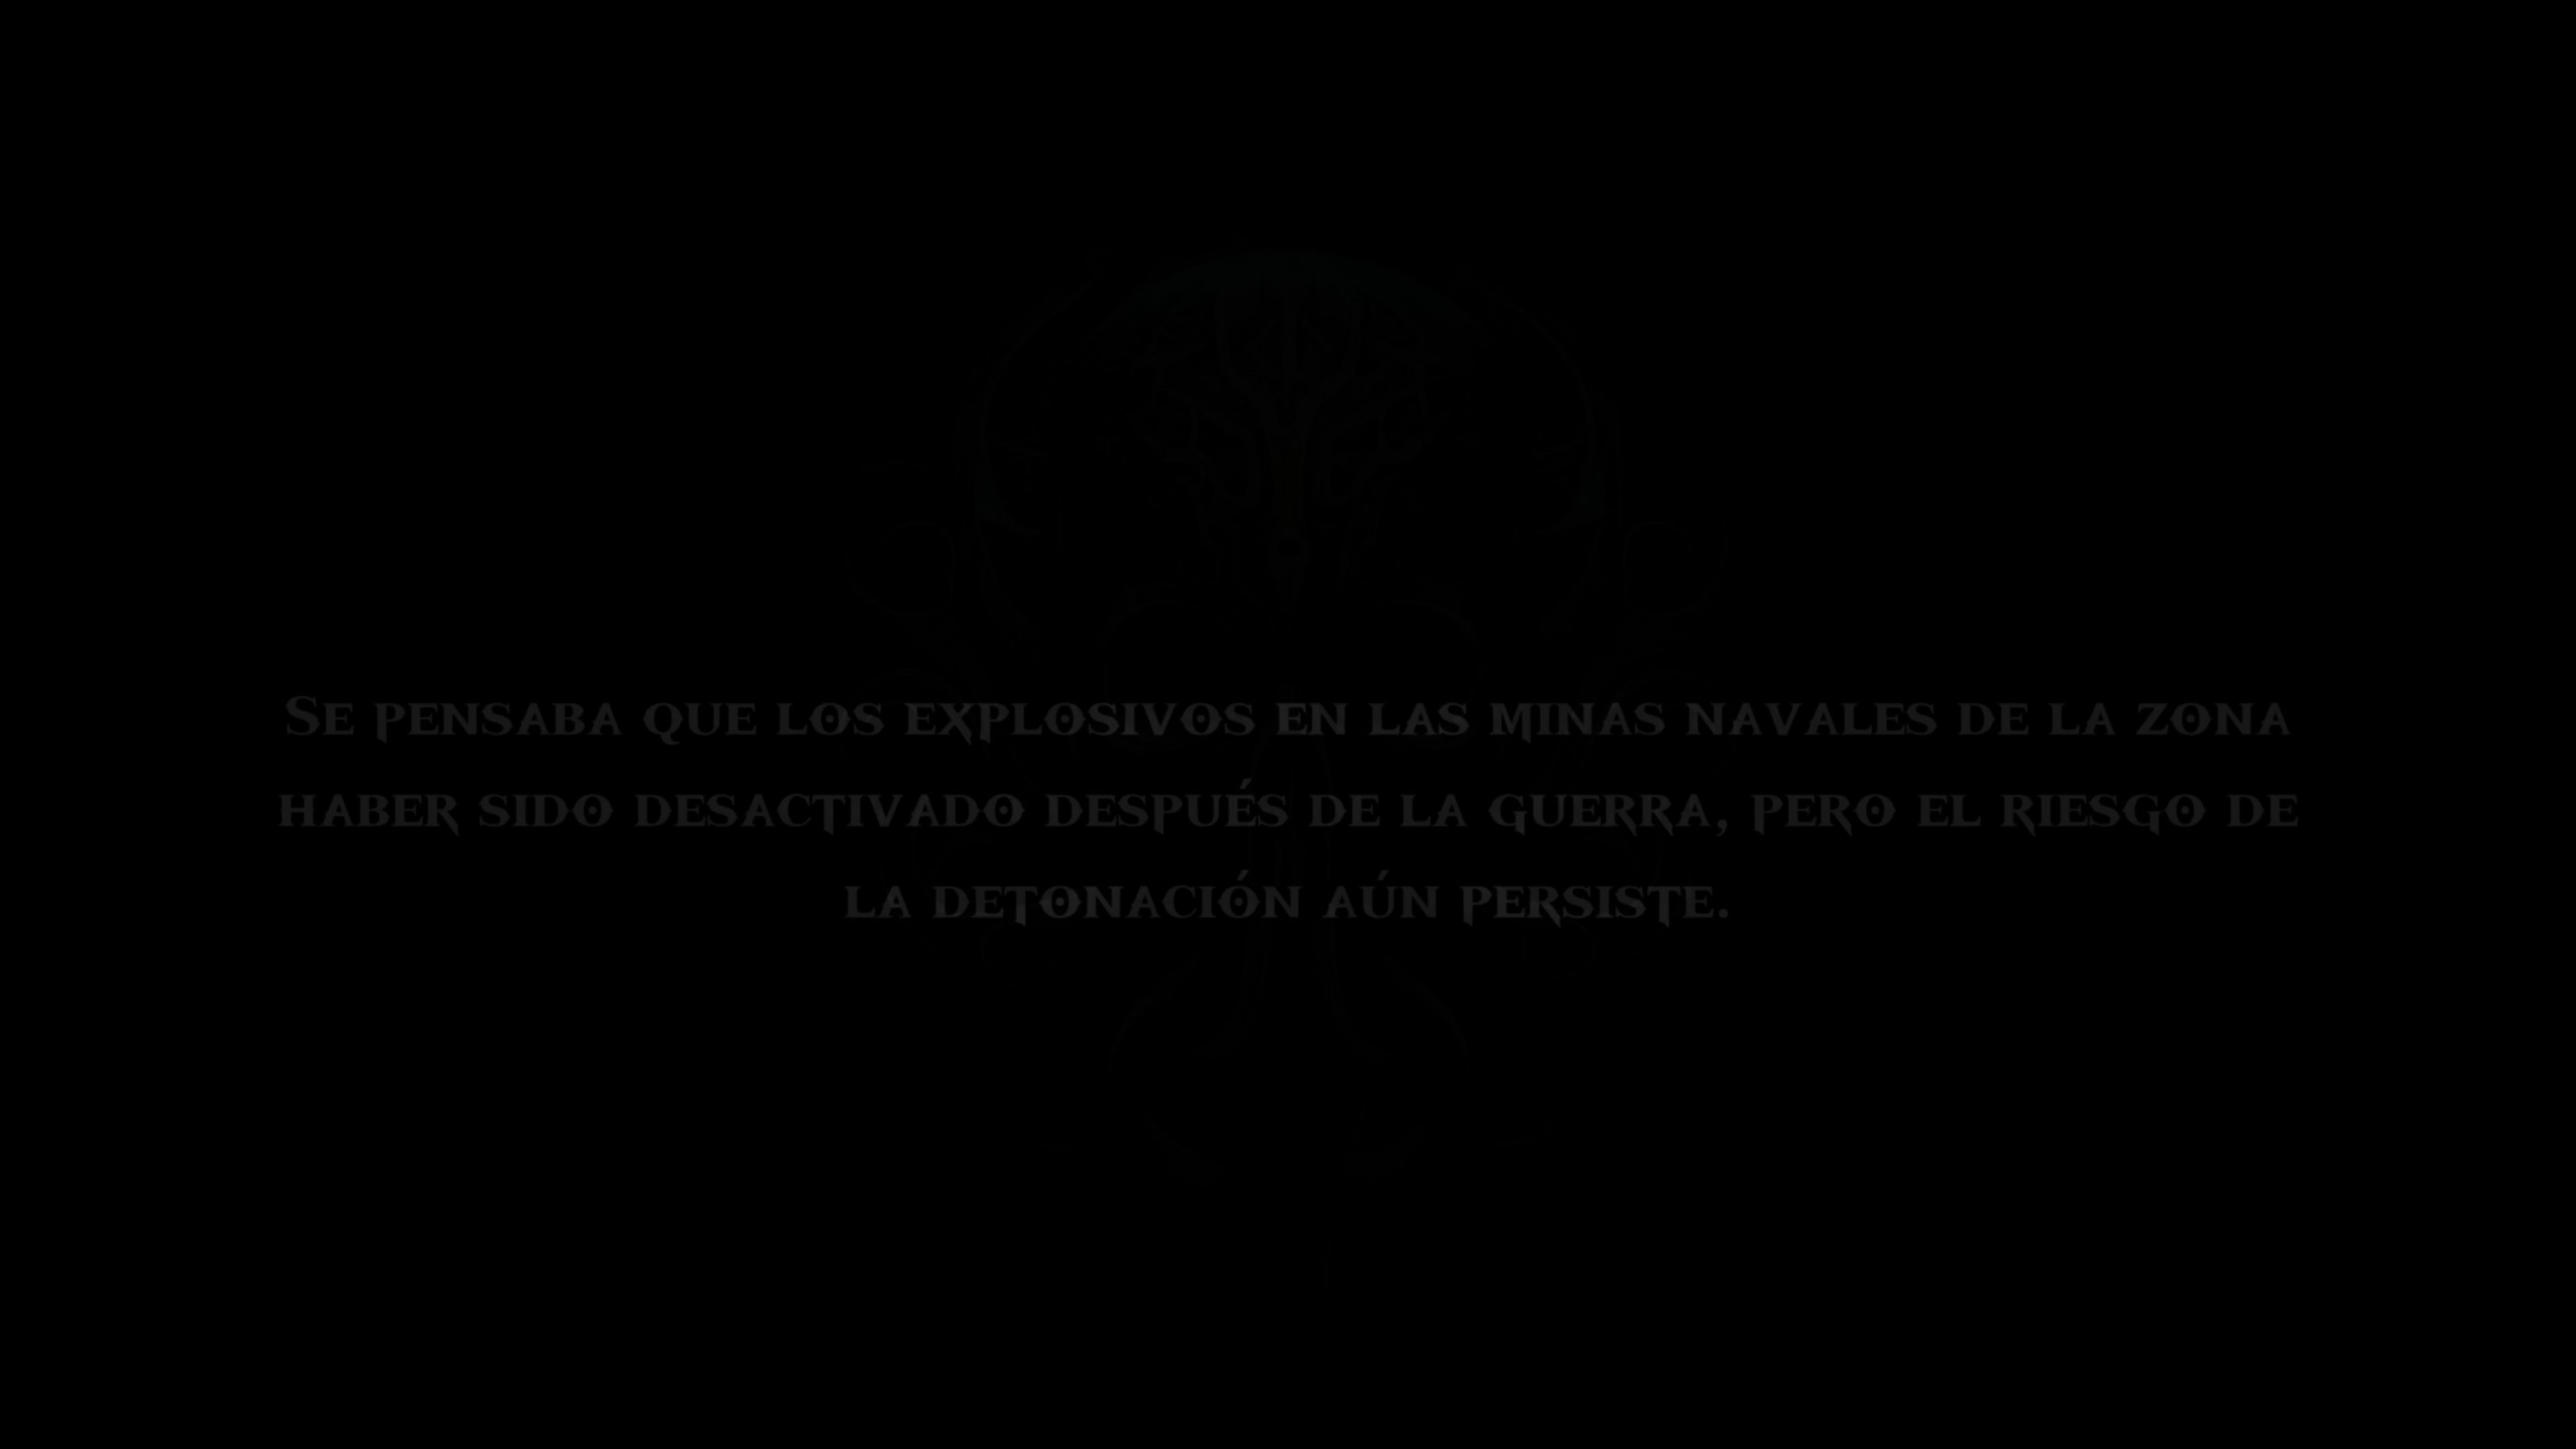 Se pensaba que los explosivos en las minas navales de la zona
haber sido desactivado después de la guerra, pero el riesgo de
la detonación aún persiste.